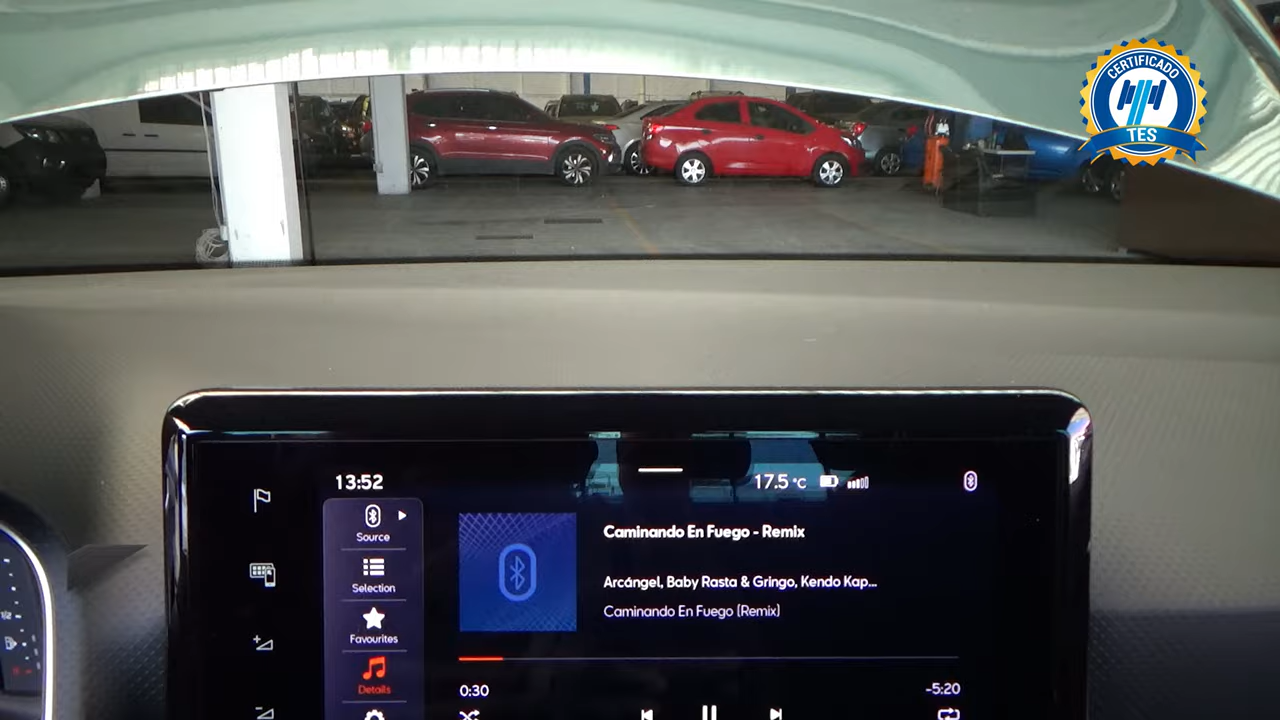 CERTIFICADO
TES
13:52
17.5 °C
Source
Selection
Favourites
Details
Caminando En Fuego - Remix
Arcángel, Baby Rasta & Gringo, Kendo Kap...
Caminando En Fuego (Remix)
0:30
-5:20